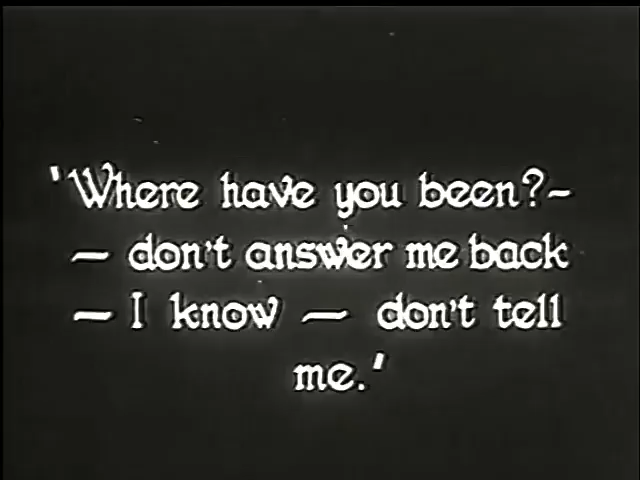 'Where have you been?–
— don't answer me back
— I know — don't tell
me.'